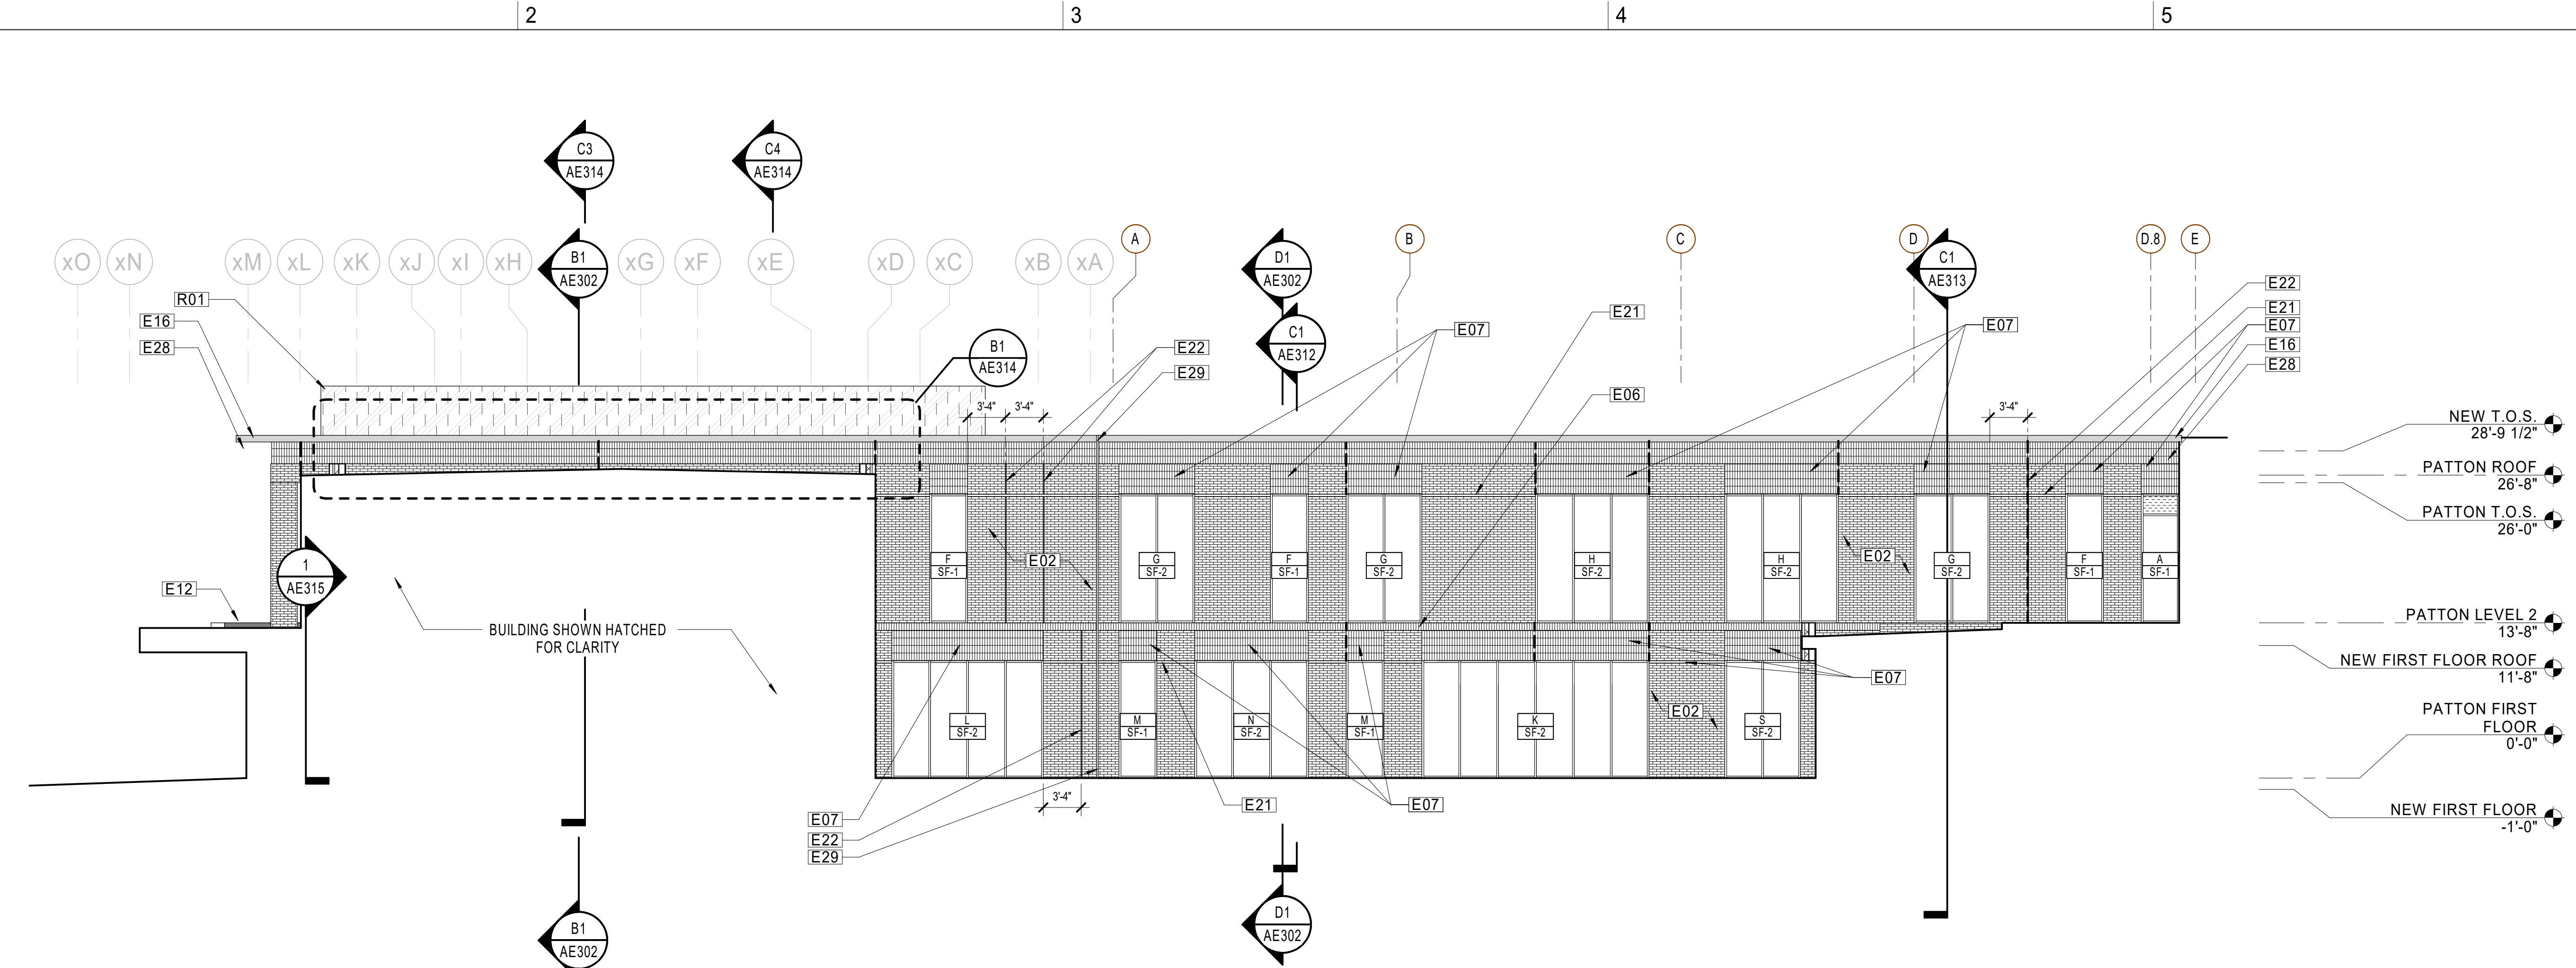 2
3
4
5
C3
AE314
C4
AE314
xO
xN
xM
xL
xK
xJ
xI
xH
B1
AE302
xG
xF
xE
xD
xC
xB
xA
A
D1
AE302
B
C
D
C1
AE313
D.8
E
R01
E16
E28
B1
AE314
E22
E29
C1
AE312
E07
E21
E06
E07
E22
E21
E07
E16
E28
3'-4"
3'-4"
3'-4"
NEW T.O.S.
28'-9 1/2"
PATTON ROOF
26'-8"
PATTON T.O.S.
26'-0"
PATTON LEVEL 2
13'-8"
NEW FIRST FLOOR ROOF
11'-8"
PATTON FIRST
FLOOR
0'-0"
NEW FIRST FLOOR
-1'-0"
F
SF-1
E02
G
SF-2
F
SF-1
G
SF-2
H
SF-2
H
SF-2
E02
G
SF-2
F
SF-1
A
SF-1
E12
1
AE315
BUILDING SHOWN HATCHED
FOR CLARITY
L
SF-2
M
SF-1
N
SF-2
M
SF-1
K
SF-2
E02
S
SF-2
E07
3'-4"
E21
E07
E07
E22
E29
B1
AE302
D1
AE302